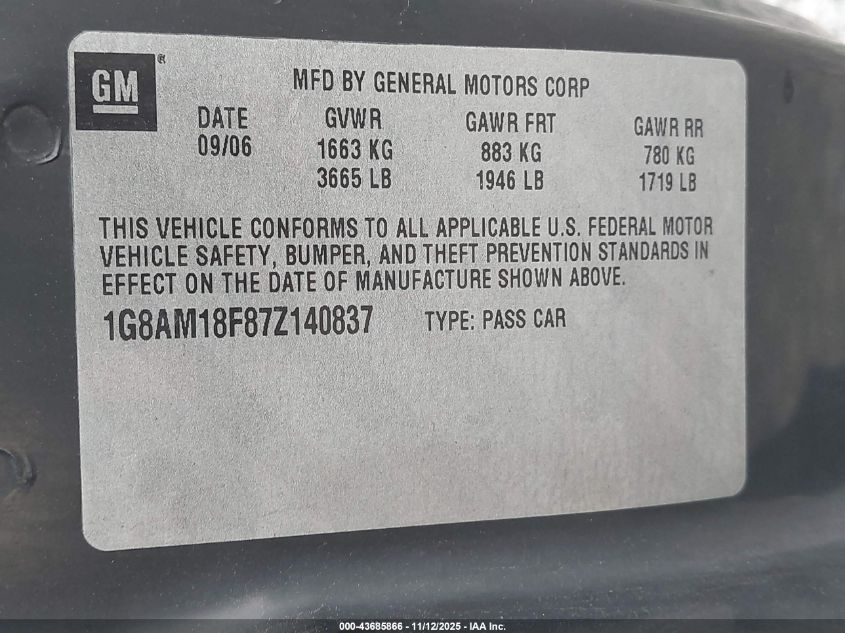 GM®
MFD BY GENERAL MOTORS CORP
DATE GVWR GAWR FRT GAWR RR
09/06 1663 KG 883 KG 780 KG
3665 LB 1946 LB 1719 LB
THIS VEHICLE CONFORMS TO ALL APPLICABLE U.S. FEDERAL MOTOR
VEHICLE SAFETY, BUMPER, AND THEFT PREVENTION STANDARDS IN
EFFECT ON THE DATE OF MANUFACTURE SHOWN ABOVE.
1G8AM18F87Z140837 TYPE: PASS CAR
000-43685866 - 11/12/2025 - IAA Inc.